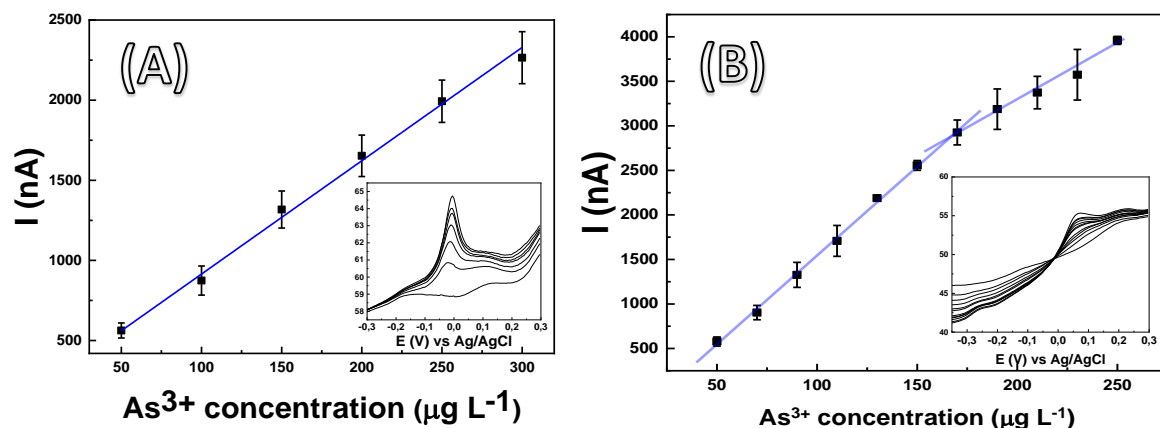 (A)
I (nA)
2500
2000
1500
1000
500
50 100 150 200 250 300
As3+ concentration (μg L-1)
65
64
63
62
61
60
59
58
-0,3 -0,2 -0,1 0,0 0,1 0,2 0,3
E (V) vs Ag/AgCl
(B)
I (nA)
4000
3500
3000
2500
2000
1500
1000
500
50 100 150 200 250
As3+ concentration (μg L-1)
60
55
50
45
40
-0,3 -0,2 -0,1 0,0 0,1 0,2 0,3
E (V) vs Ag/AgCl